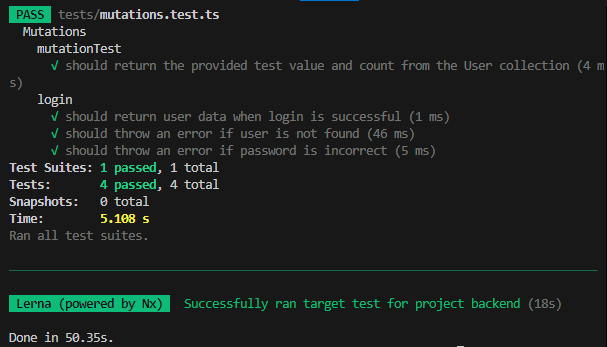 PASS tests/mutations.test.ts
Mutations
mutationTest
√ should return the provided test value and count from the User collection (4 m
s)
login
√ should return user data when login is successful (1 ms)
√ should throw an error if user is not found (46 ms)
√ should throw an error if password is incorrect (5 ms)
Test Suites: 1 passed, 1 total
Tests: 4 passed, 4 total
Snapshots: 0 total
Time: 5.108 s
Ran all test suites.
Lerna (powered by Nx) Successfully ran target test for project backend (18s)
Done in 50.35s.